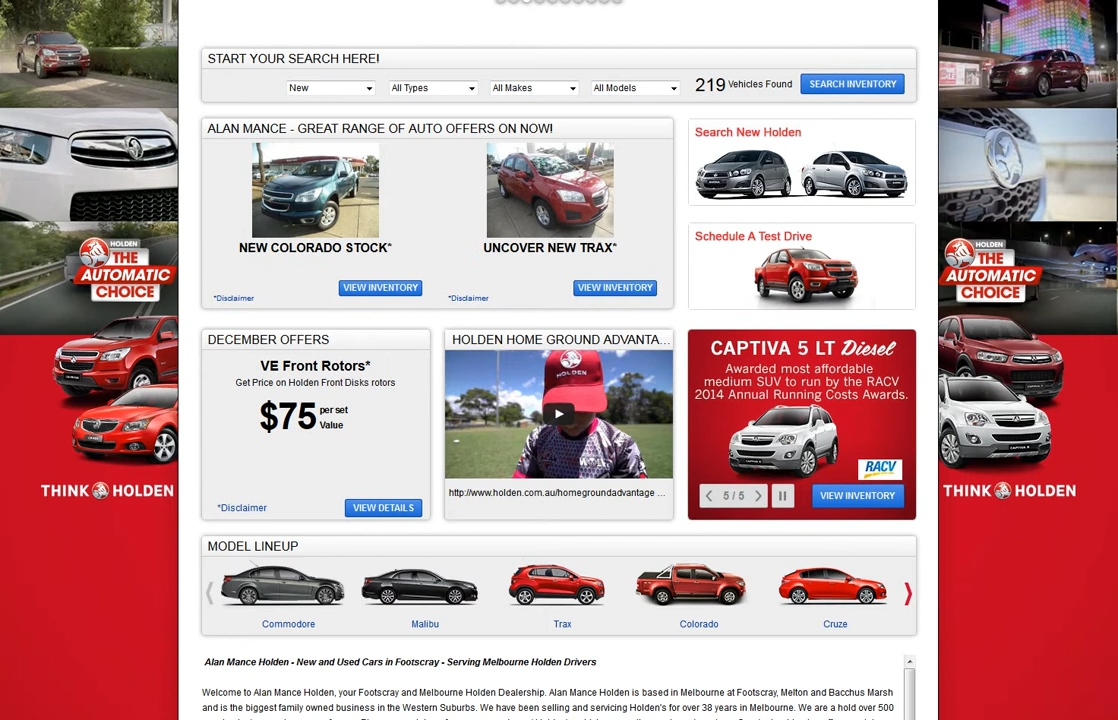 START YOUR SEARCH HERE!
New All Types All Makes All Models 219 Vehicles Found SEARCH INVENTORY
ALAN MANCE - GREAT RANGE OF AUTO OFFERS ON NOW!
NEW COLORADO STOCK*
VIEW INVENTORY
*Disclaimer
UNCOVER NEW TRAX*
VIEW INVENTORY
*Disclaimer
Search New Holden
Schedule A Test Drive
HOLDEN
THE
AUTOMATIC
CHOICE
THINK HOLDEN
HOLDEN
THE
AUTOMATIC
CHOICE
THINK HOLDEN
DECEMBER OFFERS
VE Front Rotors*
Get Price on Holden Front Disks rotors
$75 per set
Value
*Disclaimer VIEW DETAILS
HOLDEN HOME GROUND ADVANTA...
HOLDEN
http://www.holden.com.au/homegroundadvantage ...
CAPTIVA 5 LT Diesel
Awarded most affordable
medium SUV to run by the RACV
2014 Annual Running Costs Awards.
RACV
5 / 5 VIEW INVENTORY
MODEL LINEUP
Commodore Malibu Trax Colorado Cruze
Alan Mance Holden - New and Used Cars in Footscray - Serving Melbourne Holden Drivers
Welcome to Alan Mance Holden, your Footscray and Melbourne Holden Dealership. Alan Mance Holden is based in Melbourne at Footscray, Melton and Bacchus Marsh
and is the biggest family owned business in the Western Suburbs. We have been selling and servicing Holden's for over 38 years in Melbourne. We are a hold over 500